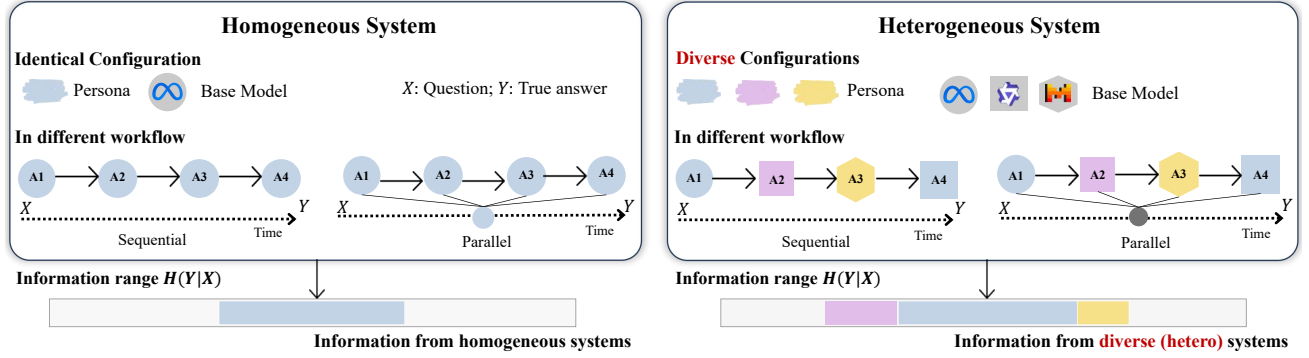 Homogeneous System
Identical Configuration
Persona
Base Model
X: Question; Y: True answer
In different workflow
A1
A2
A3
A4
X
Y
Sequential
Time
A1
A2
A3
A4
X
Y
Parallel
Time
Information range H(Y|X)
Information from homogeneous systems
Heterogeneous System
Diverse Configurations
Persona
Base Model
In different workflow
A1
A2
A3
A4
X
Y
Sequential
Time
A1
A2
A3
A4
X
Y
Parallel
Time
Information range H(Y|X)
Information from diverse (hetero) systems